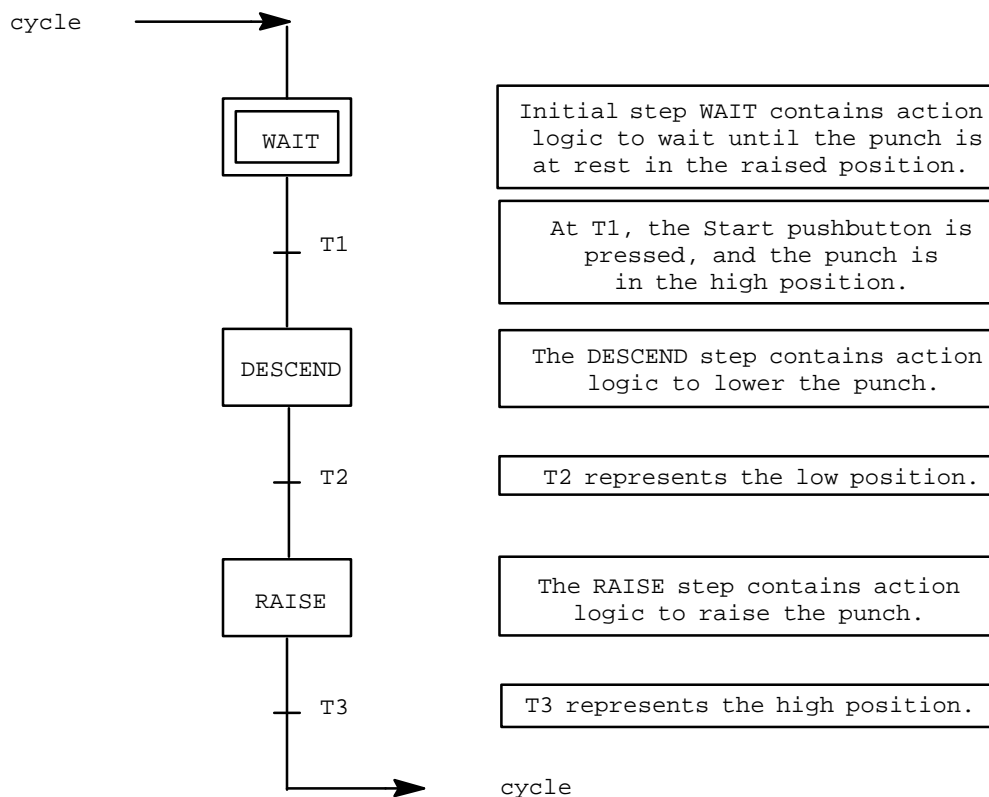 cycle
WAIT
Initial step WAIT contains action
logic to wait until the punch is
at rest in the raised position.
T1
At T1, the Start pushbutton is
pressed, and the punch is
in the high position.
DESCEND
The DESCEND step contains action
logic to lower the punch.
T2
T2 represents the low position.
RAISE
The RAISE step contains action
logic to raise the punch.
T3
T3 represents the high position.
cycle